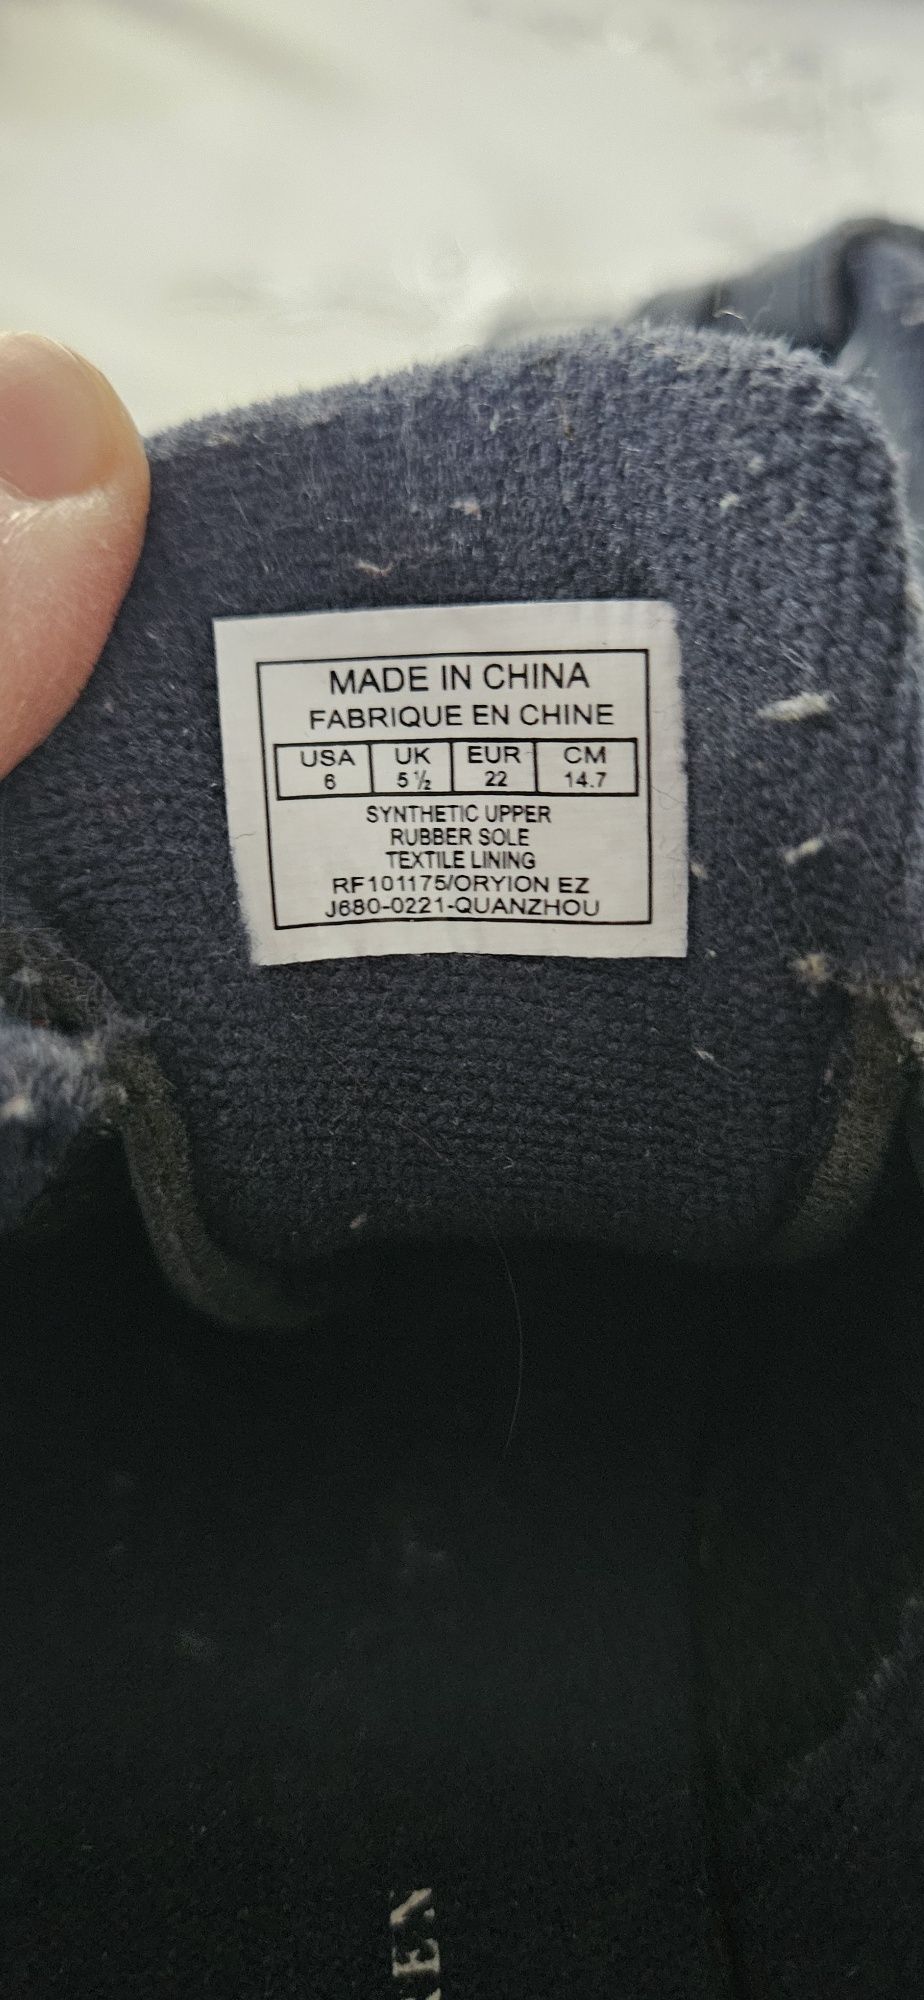 MADE IN CHINA
FABRIQUE EN CHINE
USA UK EUR CM
6 5 ½ 22 14.7
SYNTHETIC UPPER
RUBBER SOLE
TEXTILE LINING
RF101175/ORYION EZ
J680-0221-QUANZHOU